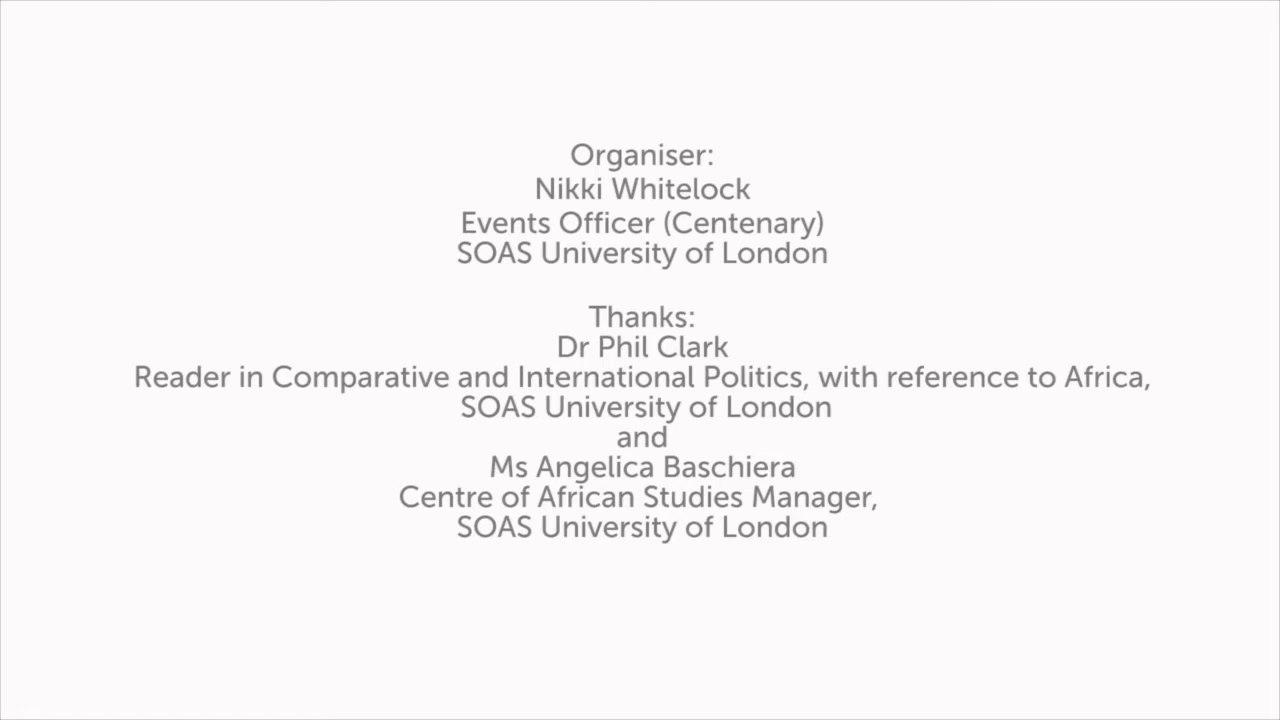 Organiser:
Nikki Whitelock
Events Officer (Centenary)
SOAS University of London
Thanks:
Dr Phil Clark
Reader in Comparative and International Politics, with reference to Africa,
SOAS University of London
and
Ms Angelica Baschiera
Centre of African Studies Manager,
SOAS University of London